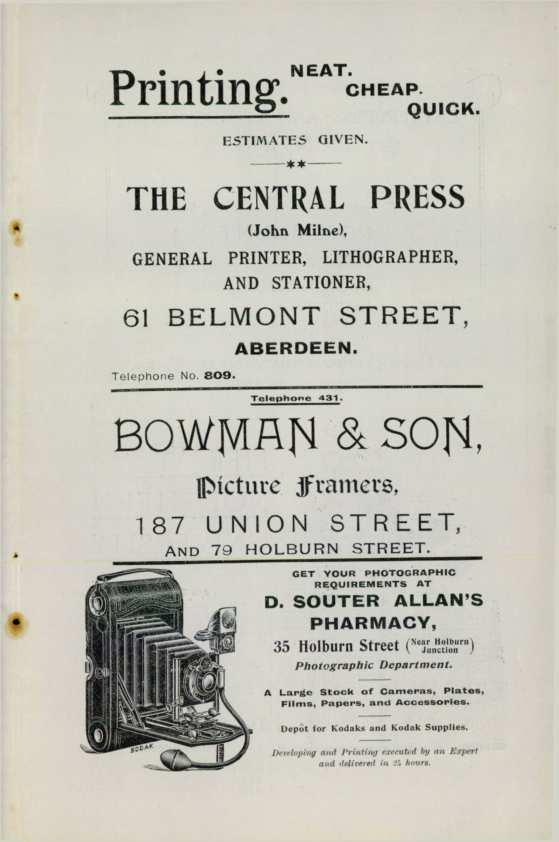 Printing. NEAT.
CHEAP.
QUICK.
ESTIMATES GIVEN.
THE CENTRAL PRESS
(John Milne),
GENERAL PRINTER, LITHOGRAPHER,
AND STATIONER,
61 BELMONT STREET,
ABERDEEN.
Telephone No. 809.
Telephone 431.
BOWMAN & SON,
Picture Framers,
187 UNION STREET,
AND 79 HOLBURN STREET.
GET YOUR PHOTOGRAPHIC
REQUIREMENTS AT
D. SOUTER ALLAN'S
PHARMACY,
35 Holburn Street (Near Holburn Junction)
Photographic Department.
A Large Stock of Cameras, Plates,
Films, Papers, and Accessories.
Depôt for Kodaks and Kodak Supplies.
Developing and Printing executed by an Expert
and delivered in 25 hours.
KODAK